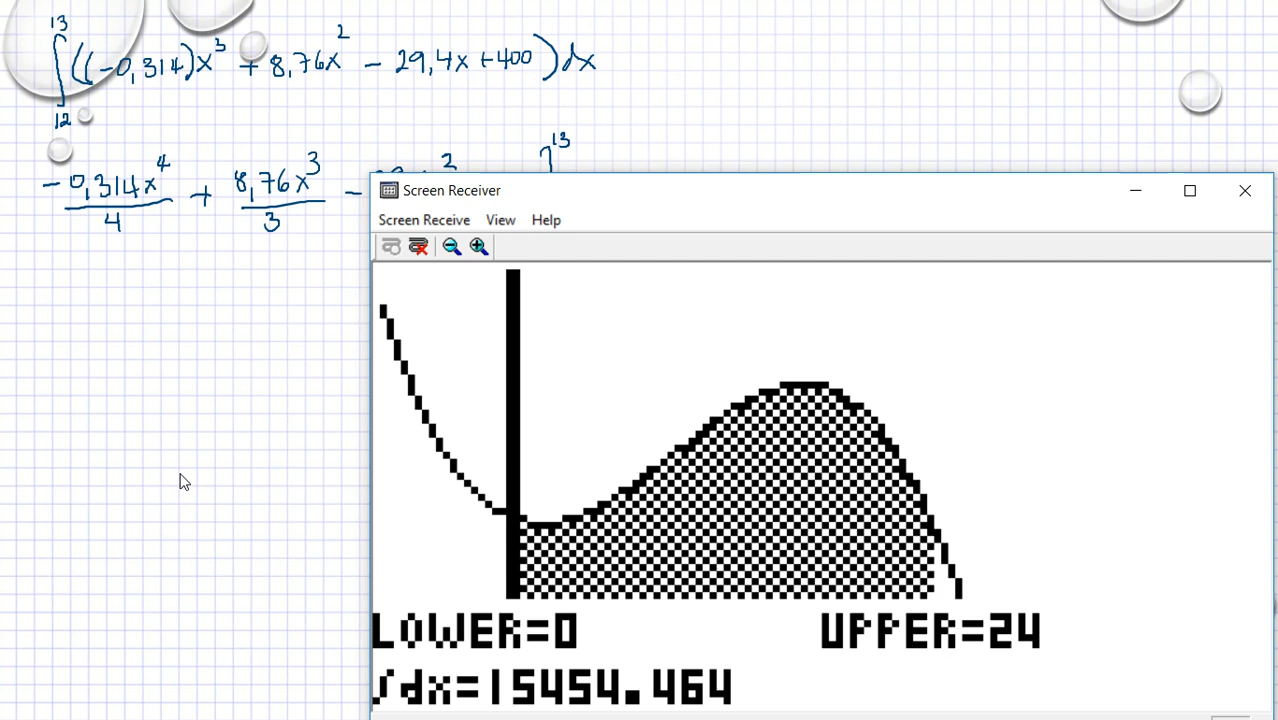 13
∫ ((-0,314)x³ + 8,76x² - 29,4x + 400) dx
12
-0,314x⁴/4 + 8,76x³/3 - ² ]¹³
Screen Receiver
Screen Receive View Help
LOWER=0 UPPER=24
∫dx=15454.464